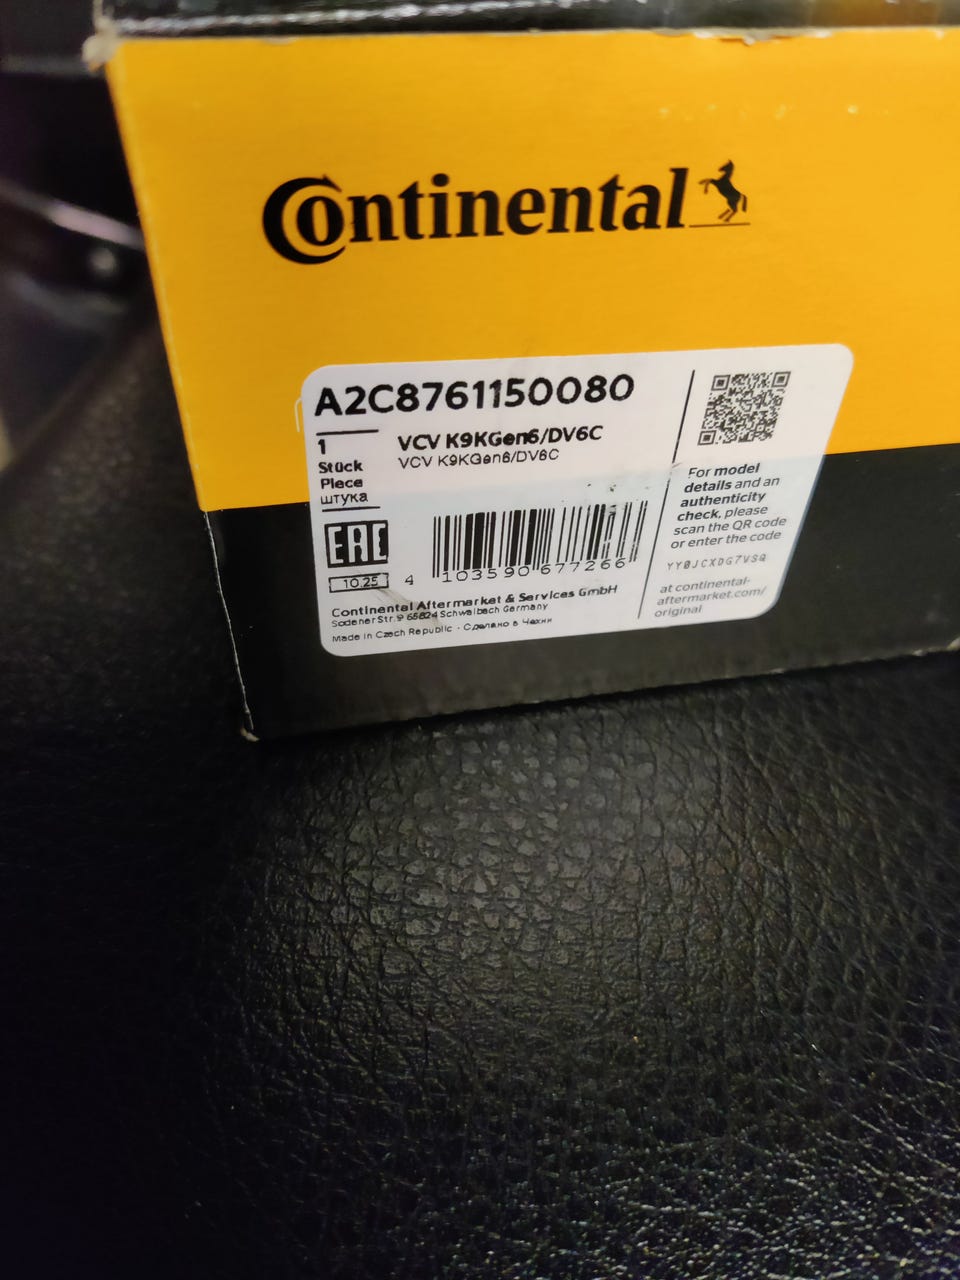 Continental
A2C8761150080
1
Stück
Piece
штука
VCV K9KGen6/DV6C
VCV K9KGen6/DV6C
EAC
10.25
4 103590 677266
Continental Aftermarket & Services GmbH
Sodener Str. 9 65824 Schwalbach Germany
Made in Czech Republic - Сделано в Чехии
For model
details and an
authenticity
check, please
scan the QR code
or enter the code
YY0JCXDG7VSQ
at continental-
aftermarket.com/
original